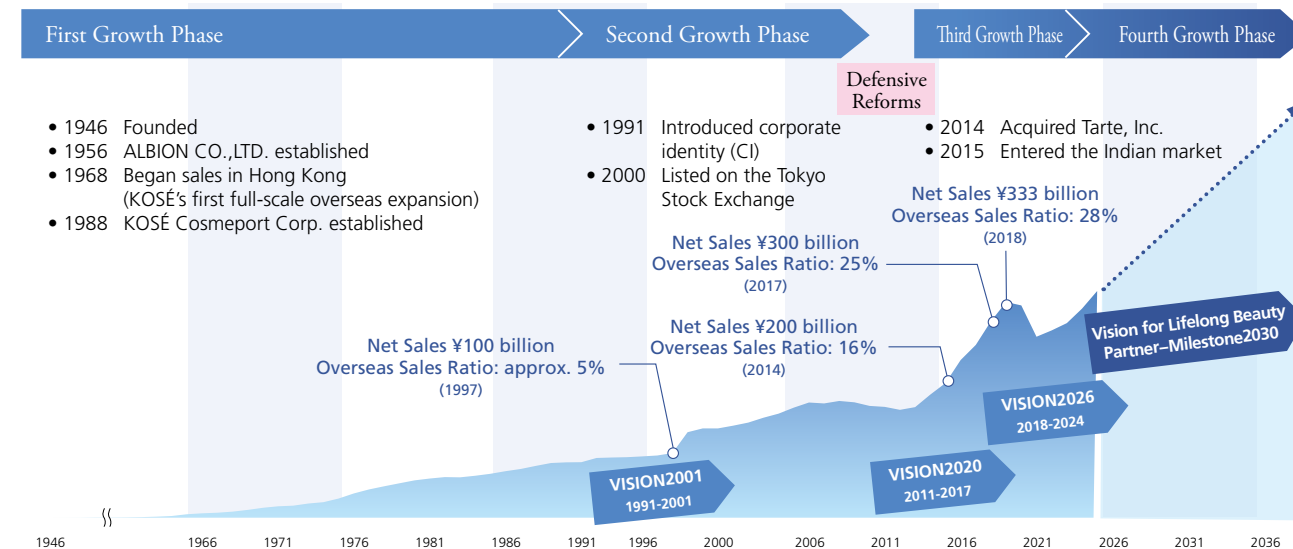 First Growth Phase
Second Growth Phase
Third Growth Phase
Fourth Growth Phase
Defensive
Reforms
• 1946 Founded
• 1956 ALBION CO.,LTD. established
• 1968 Began sales in Hong Kong
(KOSÉ's first full-scale overseas expansion)
• 1988 KOSÉ Cosmeport Corp. established
• 1991 Introduced corporate
identity (CI)
• 2000 Listed on the Tokyo
Stock Exchange
• 2014 Acquired Tarte, Inc.
• 2015 Entered the Indian market
Net Sales ¥333 billion
Overseas Sales Ratio: 28%
(2018)
Net Sales ¥300 billion
Overseas Sales Ratio: 25%
(2017)
Net Sales ¥200 billion
Overseas Sales Ratio: 16%
(2014)
Net Sales ¥100 billion
Overseas Sales Ratio: approx. 5%
(1997)
Vision for Lifelong Beauty
Partner–Milestone2030
VISION2026
2018-2024
VISION2020
2011-2017
VISION2001
1991-2001
1946 1966 1971 1976 1981 1986 1991 1996 2000 2006 2011 2016 2021 2026 2031 2036